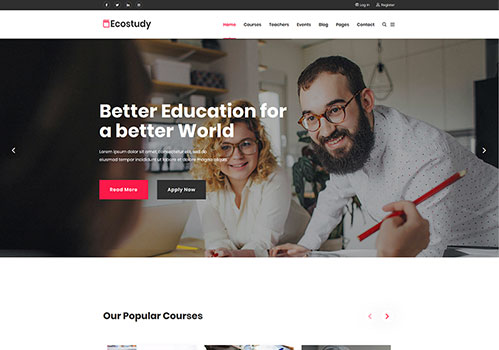 Log in Register
Ecostudy
Home Courses Teachers Events Blog Pages Contact
Better Education for
a better World
Lorem ipsum dolor sit amet, consectetur elit, sed do
eiusmod tempor incididunt ut labore et dolore magna aliqua
Read More Apply Now
Our Popular Courses